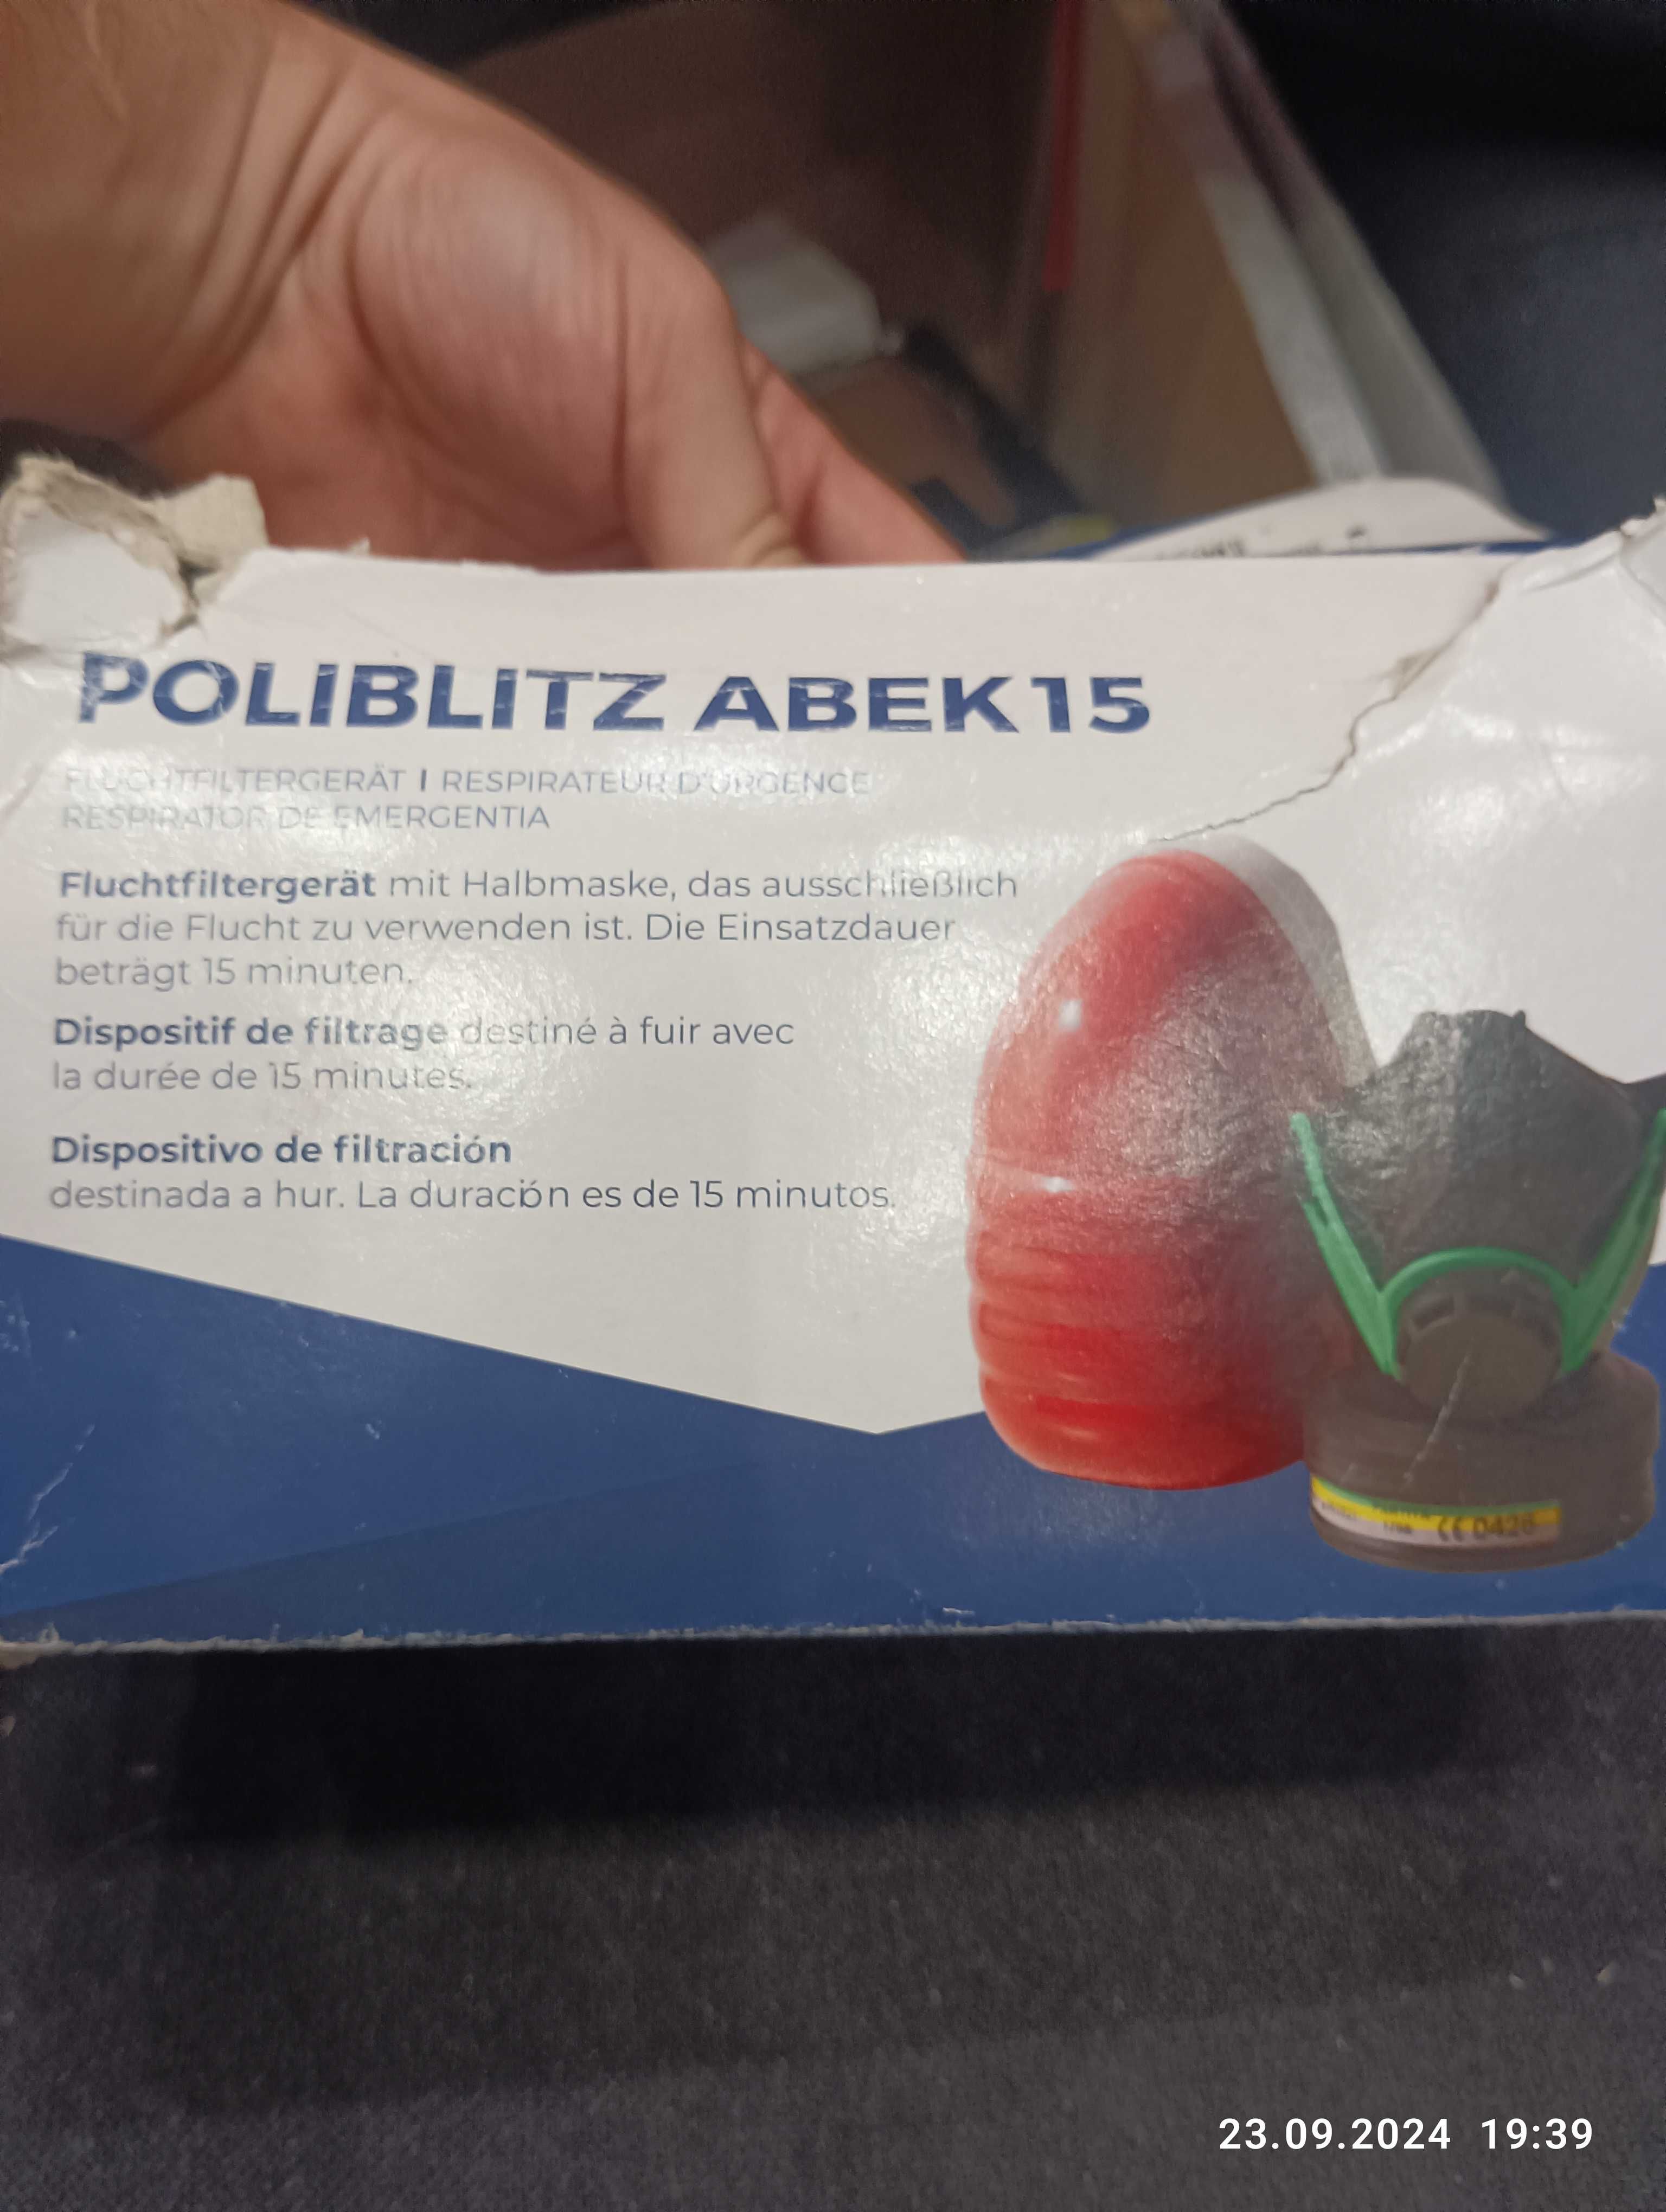 POLIBLITZ ABEK15
FLUCHTFILTERGERÄT I RESPIRATEUR D'URGENCE
RESPIRATOR DE EMERGENTIA
Fluchtfiltergerät mit Halbmaske, das ausschließlich
für die Flucht zu verwenden ist. Die Einsatzdauer
beträgt 15 minuten.
Dispositif de filtrage destiné à fuir avec
la durée de 15 minutes.
Dispositivo de filtración
destinada a hur. La duración es de 15 minutos.
CE 0426
23.09.2024 19:39